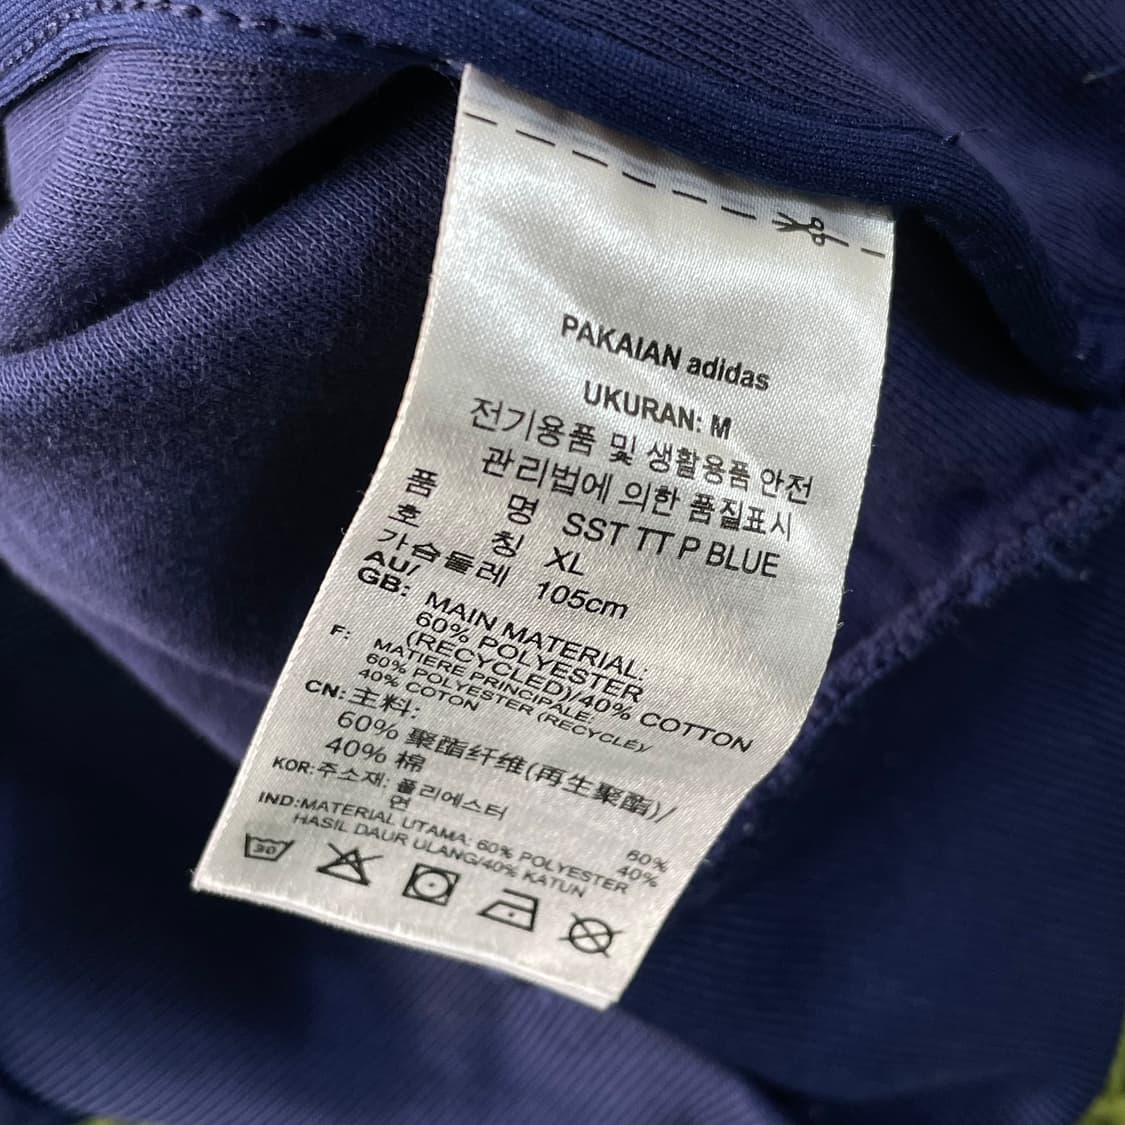 PAKAIAN adidas
UKURAN: M
전기용품 및 생활용품 안전
관리법에 의한 품질표시
품 명 SST TT P BLUE
호 칭 XL
가슴둘레 105cm
AU/
GB: MAIN MATERIAL:
60% POLYESTER
(RECYCLED)/40% COTTON
F: MATIERE PRINCIPALE:
60% POLYESTER (RECYCLÉ)/
40% COTON
CN:主料:
60% 聚酯纤维(再生聚酯)/
40% 棉
KOR:주소재: 폴리에스터 60%
면 40%
IND:MATERIAL UTAMA: 60% POLYESTER
HASIL DAUR ULANG/40% KATUN
30